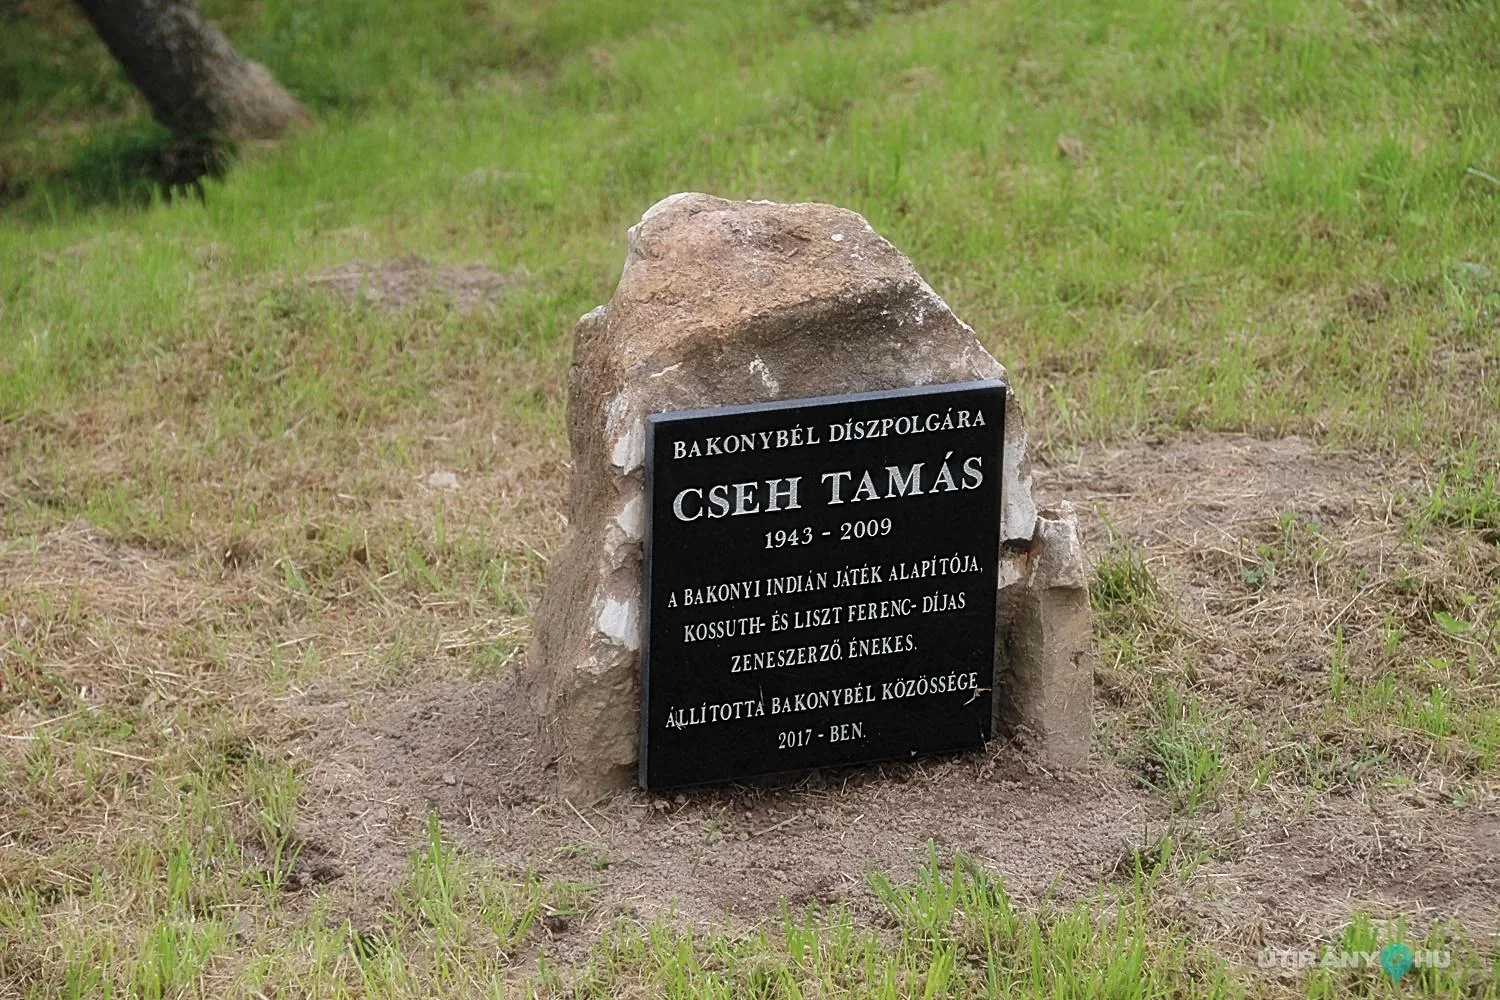 BAKONYBÉL DÍSZPOLGÁRA
CSEH TAMÁS
1943 - 2009
A BAKONYI INDIÁN JÁTÉK ALAPÍTÓJA,
KOSSUTH- ÉS LISZT FERENC- DÍJAS
ZENESZERZŐ, ÉNEKES.
ÁLLÍTOTTA BAKONYBÉL KÖZÖSSÉGE
2017 - BEN.
UTIRANY HU